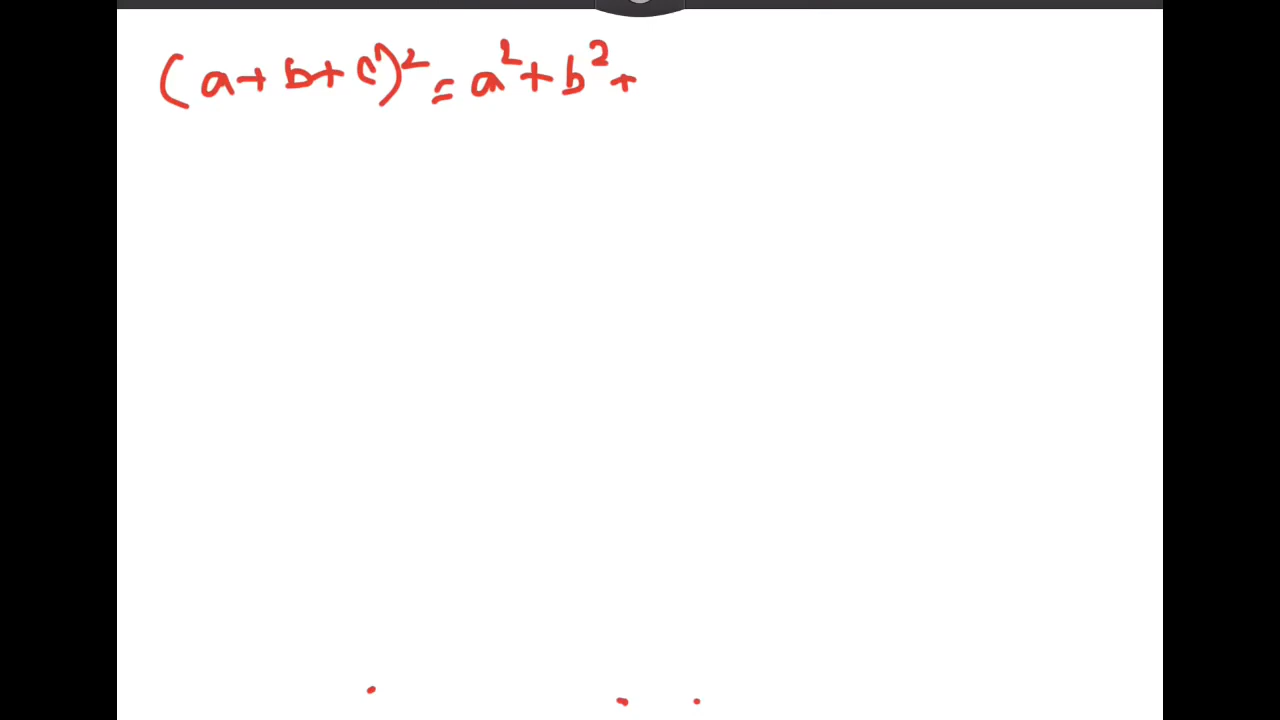 (a+b+c)² = a² + b² +